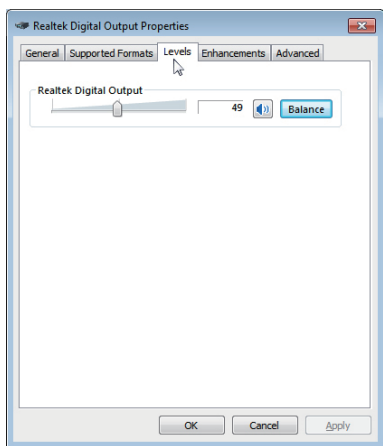 Realtek Digital Output Properties
General Supported Formats Levels Enhancements Advanced
Realtek Digital Output
49 Balance
OK Cancel Apply